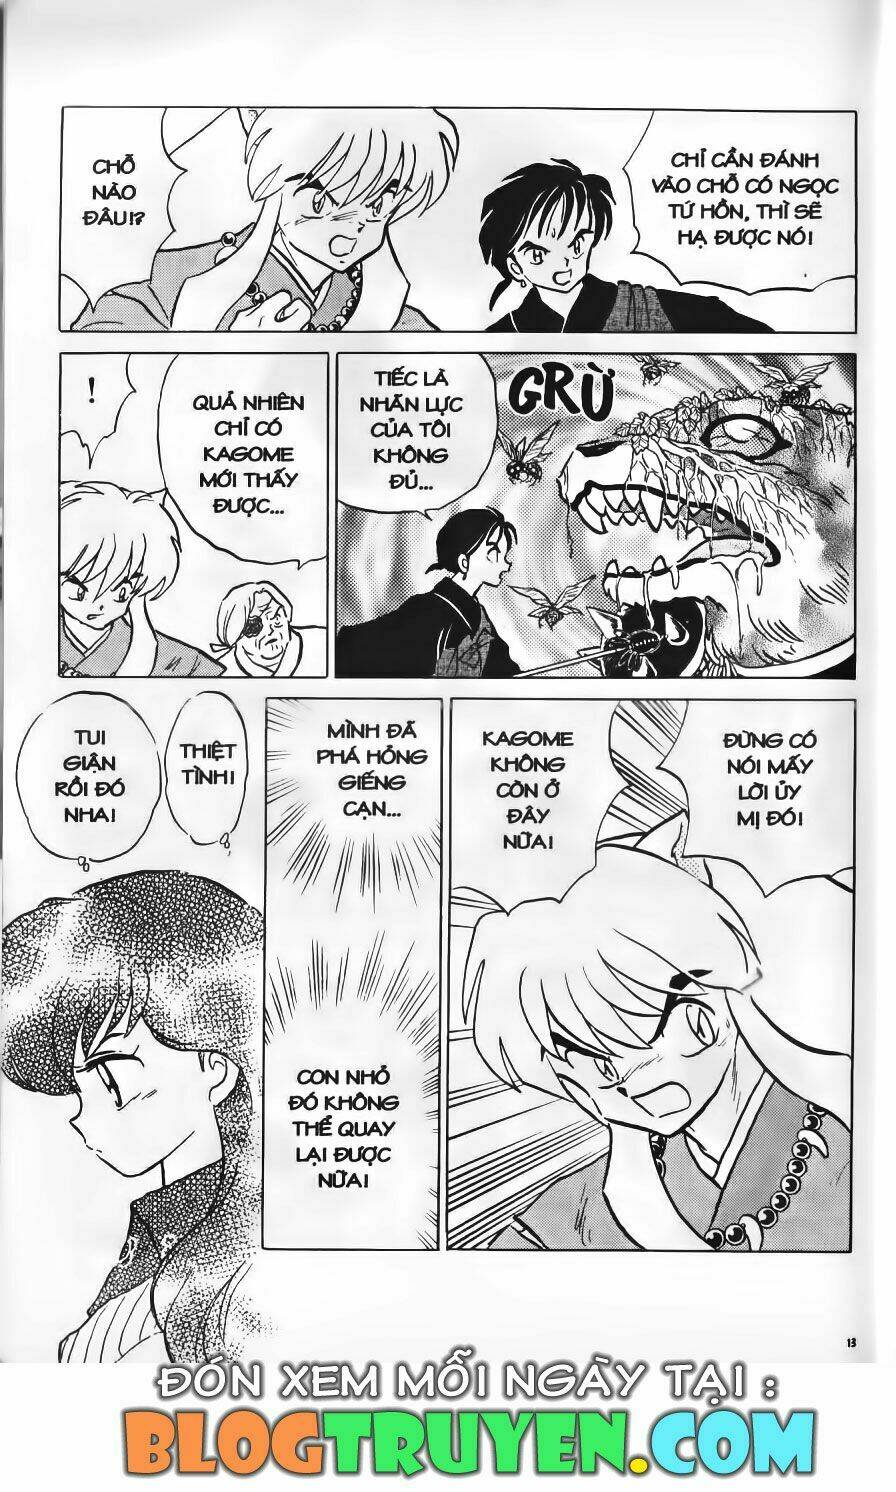 CHỈ CẦN ĐÁNH
VÀO CHỖ CÓ NGỌC
TỨ HỒN, THÌ SẼ
HẠ ĐƯỢC NÓ!
CHỖ
NÀO
ĐÂU!?
GRỪ
TIẾC LÀ
NHÃN LỰC
CỦA TÔI
KHÔNG
ĐỦ...
QUẢ NHIÊN
CHỈ CÓ
KAGOME
MỚI THẤY
ĐƯỢC...
!
ĐỪNG CÓ
NÓI MẤY
LỜI ỦY
MỊ ĐÓ!
KAGOME
KHÔNG
CÒN Ở
ĐÂY
NỮA!
MÌNH ĐÃ
PHÁ HỎNG
GIẾNG
CẠN...
CON NHỎ
ĐÓ KHÔNG
THỂ QUAY
LẠI ĐƯỢC
NỮA!
THIỆT
TÌNH!
TUI
GIẬN
RỒI ĐÓ
NHA!
13
ĐÓN XEM MỖI NGÀY TẠI :
BLOGTRUYEN.COM